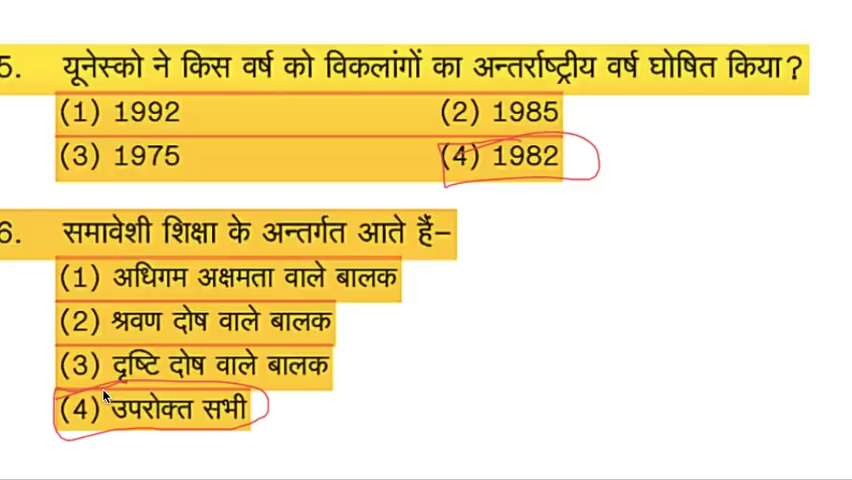 5. यूनेस्को ने किस वर्ष को विकलांगों का अन्तर्राष्ट्रीय वर्ष घोषित किया?
(1) 1992 (2) 1985
(3) 1975 (4) 1982
6. समावेशी शिक्षा के अन्तर्गत आते हैं–
(1) अधिगम अक्षमता वाले बालक
(2) श्रवण दोष वाले बालक
(3) दृष्टि दोष वाले बालक
(4) उपरोक्त सभी